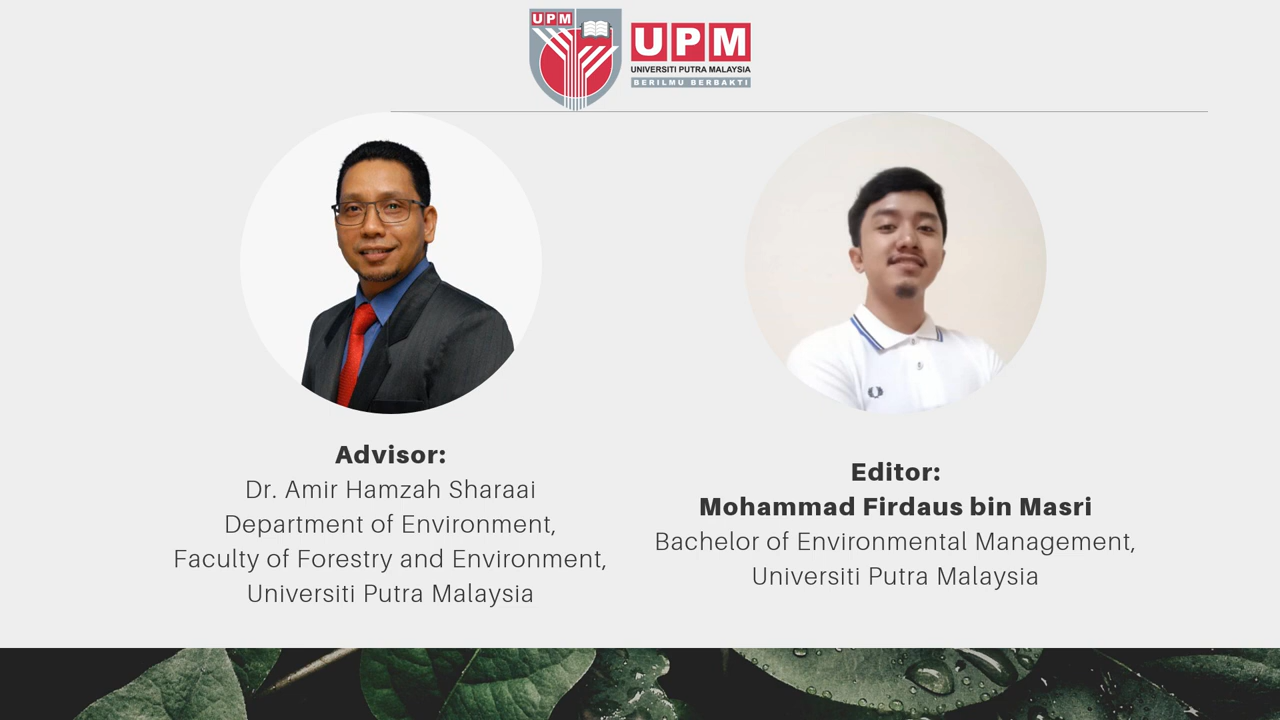 UPM
UPM
UNIVERSITI PUTRA MALAYSIA
BERILMU BERBAKTI
Advisor:
Dr. Amir Hamzah Sharaai
Department of Environment,
Faculty of Forestry and Environment,
Universiti Putra Malaysia
Editor:
Mohammad Firdaus bin Masri
Bachelor of Environmental Management,
Universiti Putra Malaysia